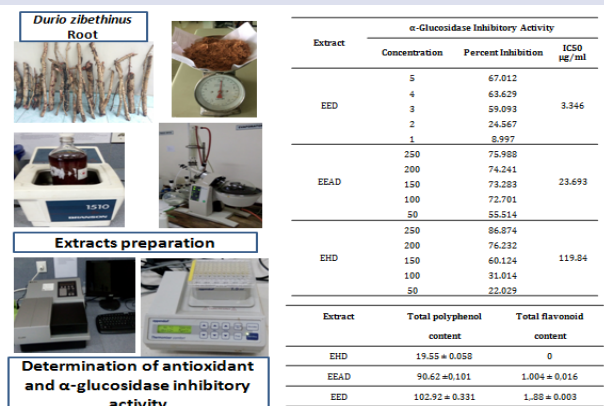 Durio zibethinus
Root
1510
BRANSON
Extracts preparation
Determination of antioxidant
and α-glucosidase inhibitory
activity
Extract
α-Glucosidase Inhibitory Activity
Concentration Percent Inhibition IC50
µg/ml
EED
5 67.012
4 63.629
3 59.093 3.346
2 24.567
1 8.997
EEAD
250 75.988
200 74.241
150 73.283 23.693
100 72.701
50 55.514
EHD
250 86.874
200 76.232
150 60.124 119.84
100 31.014
50 22.029
Extract Total polyphenol Total flavonoid
content content
EHD 19.55 ± 0.058 0
EEAD 90.62 ±0,101 1.004 ± 0,016
EED 102.92 ± 0.331 1,.88 ± 0.003